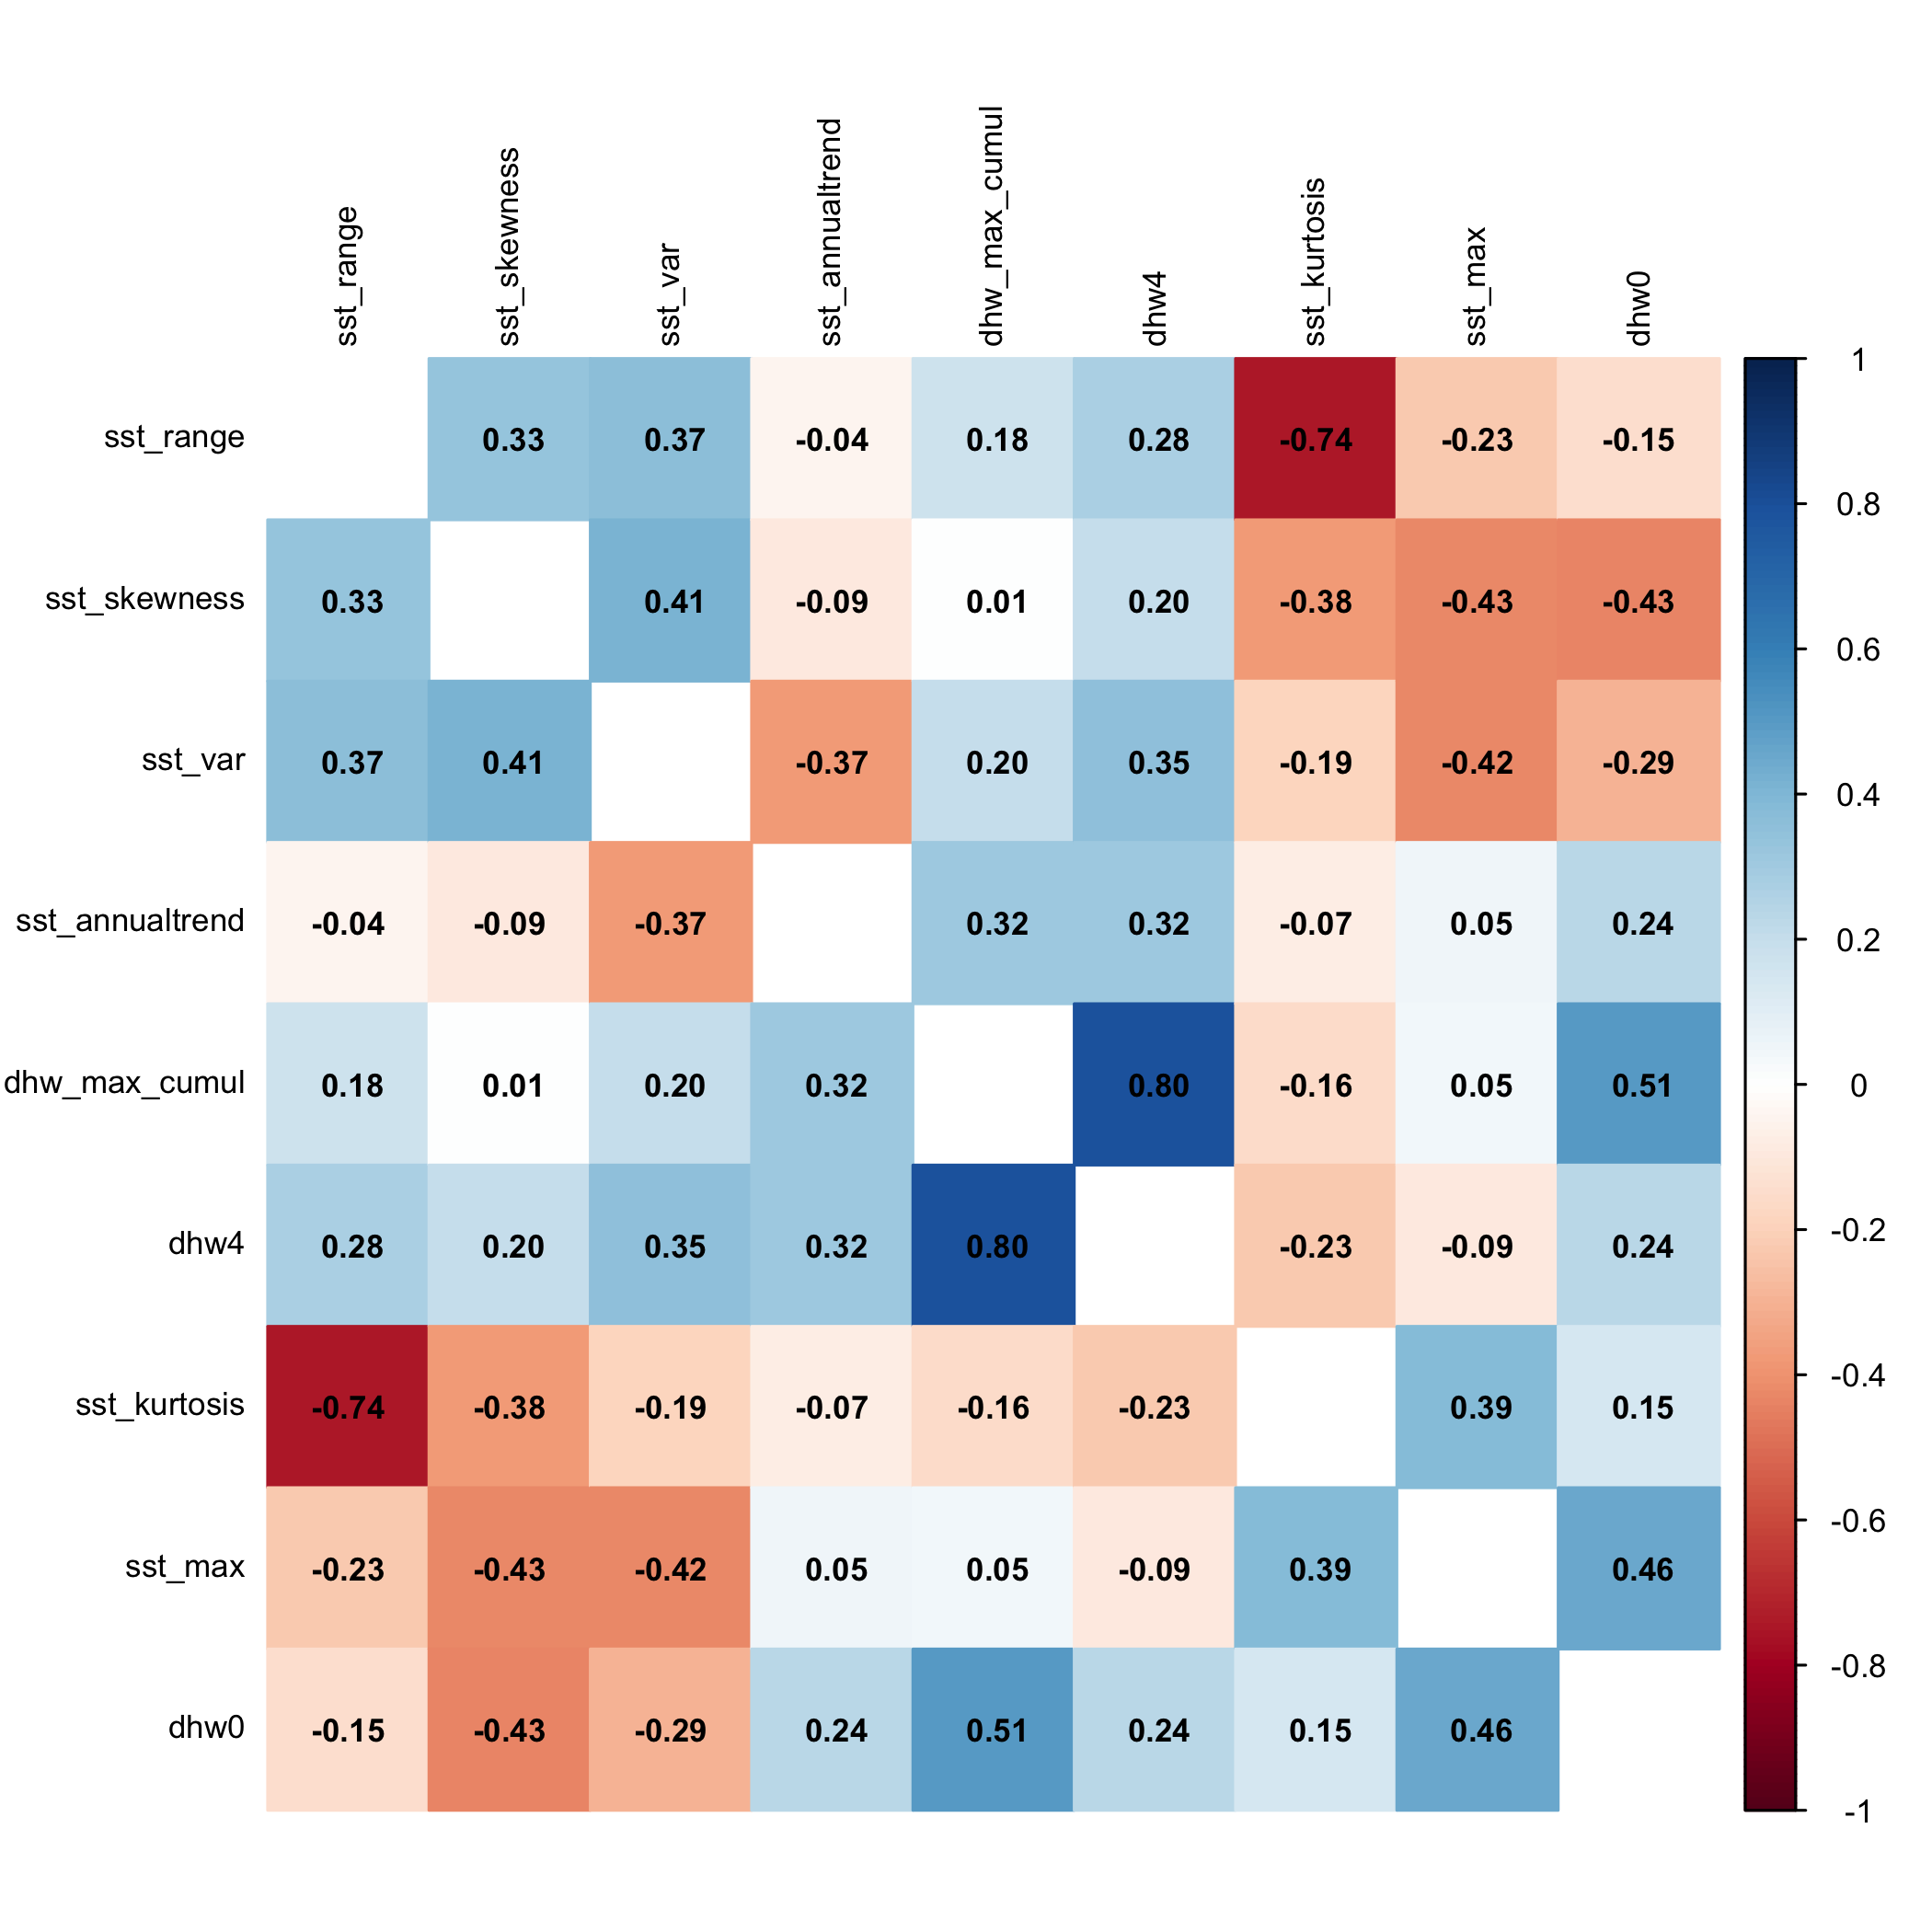 sst_range sst_skewness sst_var sst_annualtrend dhw_max_cumul dhw4 sst_kurtosis sst_max dhw0
sst_range 0.33 0.37 -0.04 0.18 0.28 -0.74 -0.23 -0.15
sst_skewness 0.33 0.41 -0.09 0.01 0.20 -0.38 -0.43 -0.43
sst_var 0.37 0.41 -0.37 0.20 0.35 -0.19 -0.42 -0.29
sst_annualtrend -0.04 -0.09 -0.37 0.32 0.32 -0.07 0.05 0.24
dhw_max_cumul 0.18 0.01 0.20 0.32 0.80 -0.16 0.05 0.51
dhw4 0.28 0.20 0.35 0.32 0.80 -0.23 -0.09 0.24
sst_kurtosis -0.74 -0.38 -0.19 -0.07 -0.16 -0.23 0.39 0.15
sst_max -0.23 -0.43 -0.42 0.05 0.05 -0.09 0.39 0.46
dhw0 -0.15 -0.43 -0.29 0.24 0.51 0.24 0.15 0.46
1
0.8
0.6
0.4
0.2
0
-0.2
-0.4
-0.6
-0.8
-1